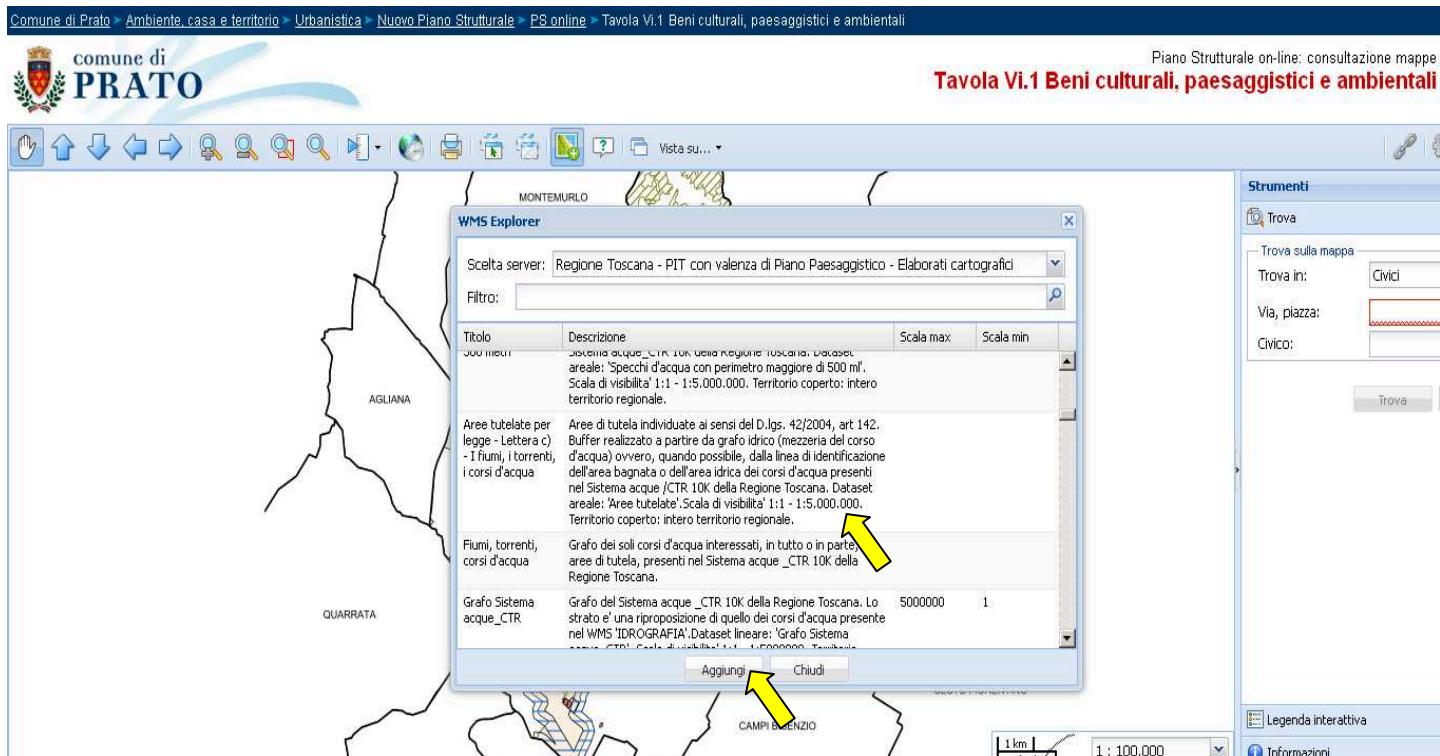 Comune di Prato ▸ Ambiente, casa e territorio ▸ Urbanistica ▸ Nuovo Piano Strutturale ▸ PS online ▸ Tavola Vi.1 Beni culturali, paesaggistici e ambientali
comune di
PRATO
Piano Strutturale on-line: consultazione mappe
Tavola Vi.1 Beni culturali, paesaggistici e ambientali
Vista su...
MONTEMURLO
AGLIANA
QUARRATA
WMS Explorer
Scelta server: Regione Toscana - PIT con valenza di Piano Paesaggistico - Elaborati cartografici
Filtro:
Titolo Descrizione Scala max Scala min
500 metri
Sistema acque_CTR 10K della Regione Toscana. Dataset
areale: 'Specchi d'acqua con perimetro maggiore di 500 ml'.
Scala di visibilita' 1:1 - 1:5.000.000. Territorio coperto: intero
territorio regionale.
Aree tutelate per
legge - Lettera c)
- I fiumi, i torrenti,
i corsi d'acqua
Aree di tutela individuate ai sensi del D.lgs. 42/2004, art 142.
Buffer realizzato a partire da grafo idrico (mezzeria del corso
d'acqua) ovvero, quando possibile, dalla linea di identificazione
dell'area bagnata o dell'area idrica dei corsi d'acqua presenti
nel Sistema acque /CTR 10K della Regione Toscana. Dataset
areale: 'Aree tutelate'.Scala di visibilita' 1:1 - 1:5.000.000.
Territorio coperto: intero territorio regionale.
Fiumi, torrenti,
corsi d'acqua
Grafo dei soli corsi d'acqua interessati, in tutto o in parte,
aree di tutela, presenti nel Sistema acque _CTR 10K della
Regione Toscana.
Grafo Sistema
acque_CTR
Grafo del Sistema acque _CTR 10K della Regione Toscana. Lo
strato e' una riproposizione di quello dei corsi d'acqua presente
nel WMS 'IDROGRAFIA'.Dataset lineare: 'Grafo Sistema
5000000 1
Aggiungi Chiudi
CAMPI BISENZIO
1 km
1 : 100.000
Strumenti
Trova
Trova sulla mappa
Trova in: Civici
Via, piazza:
Civico:
Trova
Legenda interattiva
Informazioni